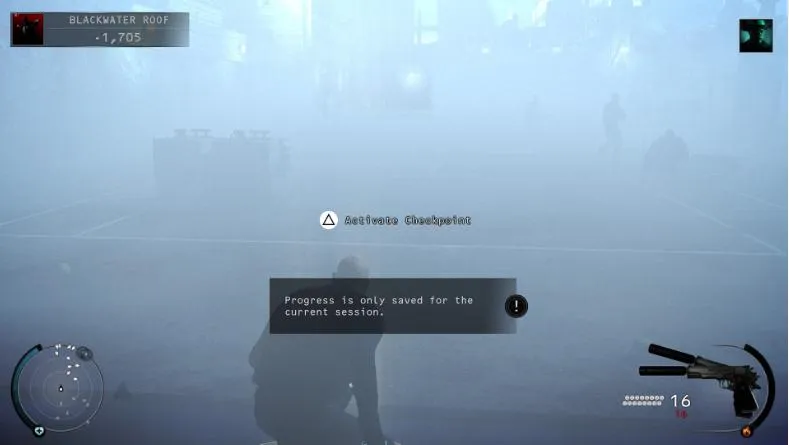 BLACKWATER ROOF
-1,705
Activate Checkpoint
Progress is only saved for the
current session.
!
16